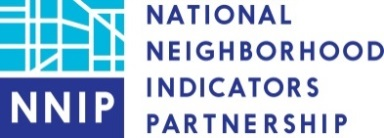 NNIP
NATIONAL
NEIGHBORHOOD
INDICATORS
PARTNERSHIP